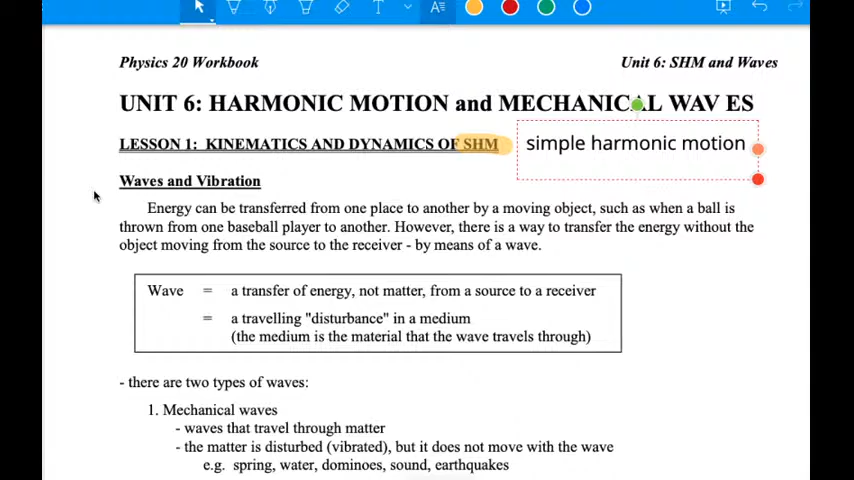 Physics 20 Workbook Unit 6: SHM and Waves
UNIT 6: HARMONIC MOTION and MECHANICAL WAV ES
LESSON 1: KINEMATICS AND DYNAMICS OF SHM simple harmonic motion
Waves and Vibration
Energy can be transferred from one place to another by a moving object, such as when a ball is
thrown from one baseball player to another. However, there is a way to transfer the energy without the
object moving from the source to the receiver - by means of a wave.
Wave = a transfer of energy, not matter, from a source to a receiver
= a travelling "disturbance" in a medium
(the medium is the material that the wave travels through)
- there are two types of waves:
1. Mechanical waves
- waves that travel through matter
- the matter is disturbed (vibrated), but it does not move with the wave
e.g. spring, water, dominoes, sound, earthquakes